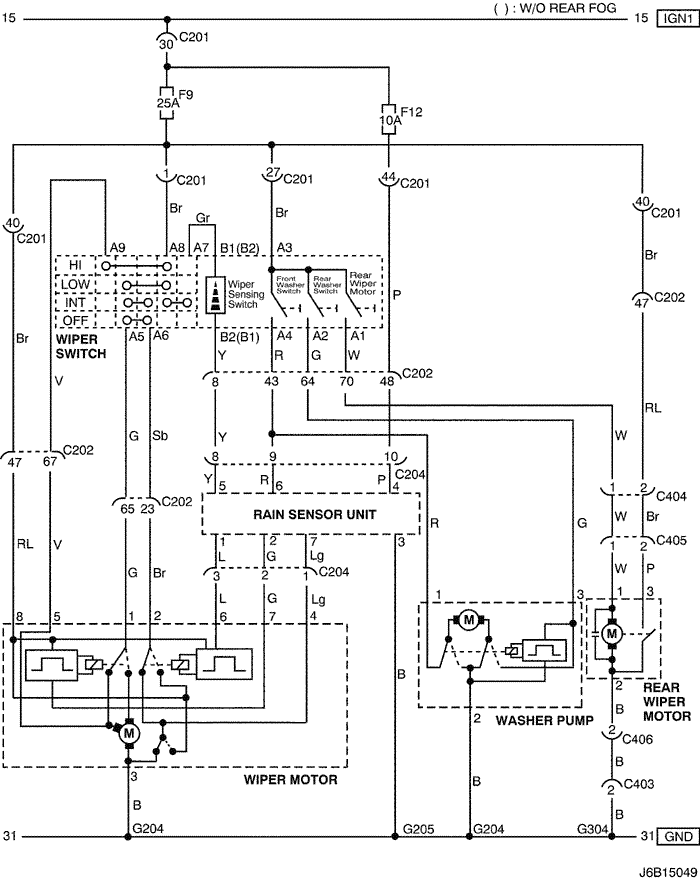 ( ) : W/O REAR FOG
15
15 IGN1
30 C201
F9
25A
F12
10A
1 C201
27 C201
44 C201
40 C201
40 C201
Br
Gr
Br
Br
P
47 C202
A9
A8
A7
B1(B2)
A3
HI
LOW
INT
OFF
Wiper
Sensing
Switch
Front
Washer
Switch
Rear
Washer
Switch
Rear
Wiper
Motor
WIPER
SWITCH
A5
A6
B2(B1)
A4
A2
A1
Br
V
Y
R
G
W
8
43
64
70
48
C202
RL
G
Sb
Y
W
47
67
C202
8
9
10
C204
Y
5
R
6
P
4
65
23
C202
RAIN SENSOR UNIT
1
2
C404
W
Br
1
2
C405
R
G
RL
V
G
Br
1
2
7
3
L
G
Lg
3
2
1
C204
L
G
Lg
W
P
8
5
1
2
6
7
4
1
3
1
3
M
M
M
B
2
WASHER PUMP
2
REAR
WIPER
MOTOR
B
2 C406
B
C403
2
B
WIPER MOTOR
3
B
B
31
G204
G205
G204
G304
31 GND
J6B15049